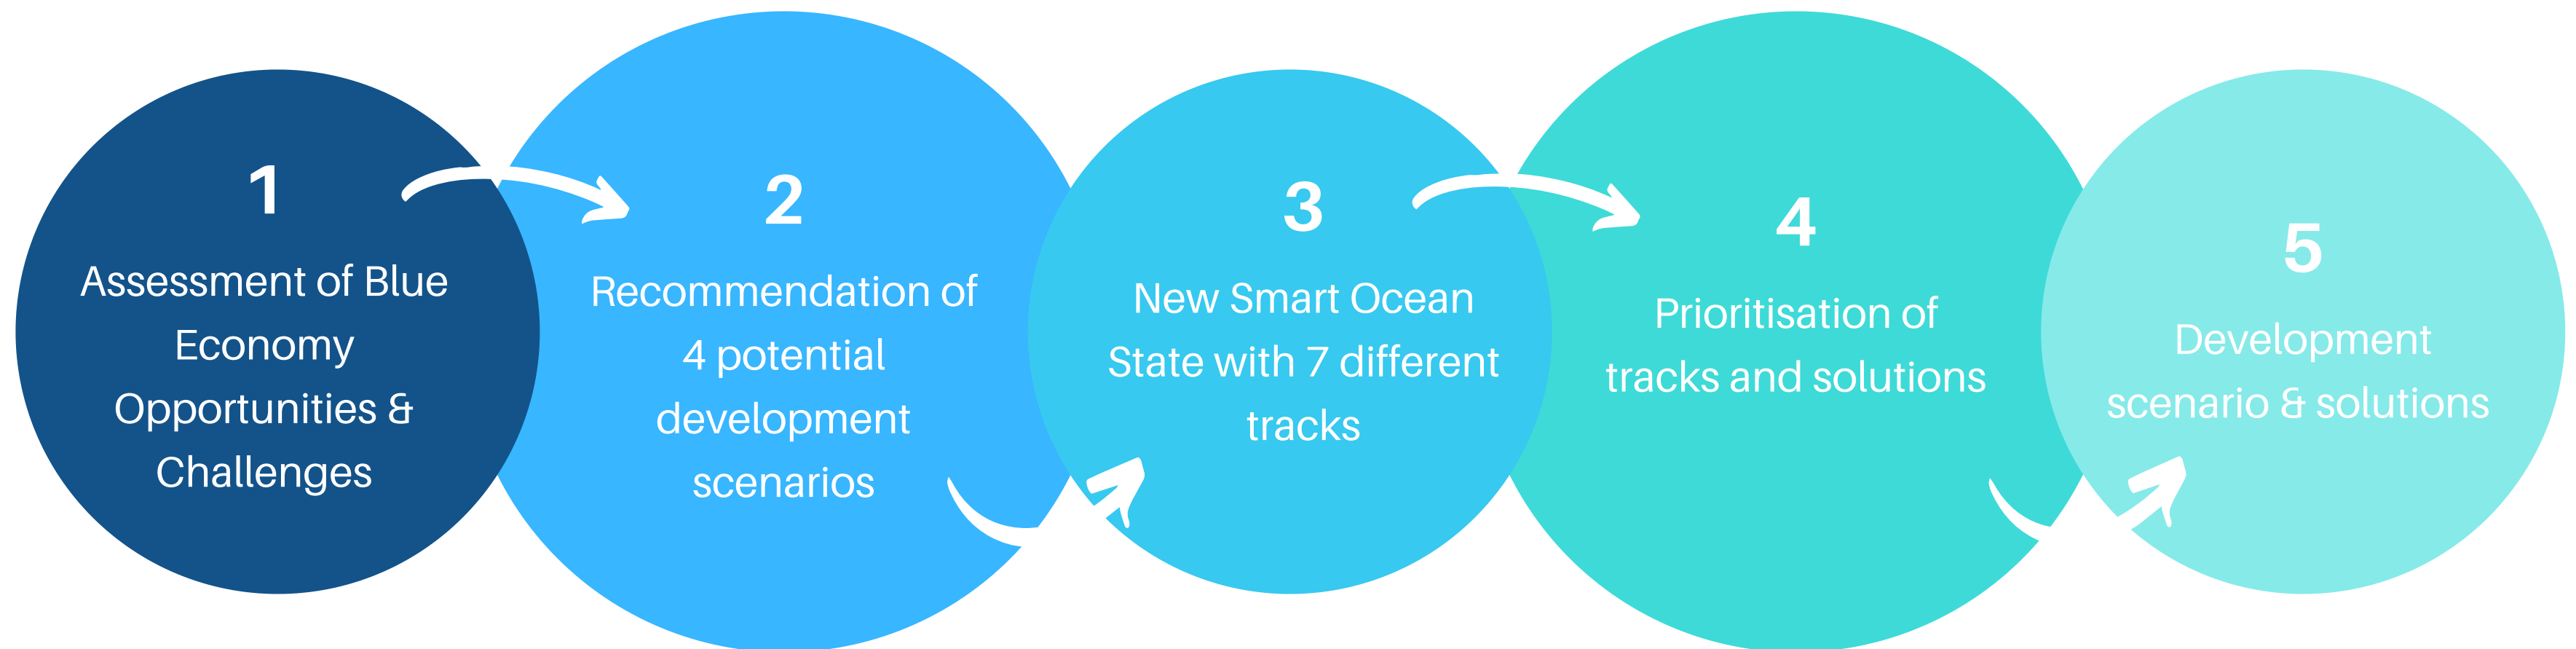 1
Assessment of Blue
Economy
Opportunities &
Challenges
2
Recommendation of
4 potential
development
scenarios
3
New Smart Ocean
State with 7 different
tracks
4
Prioritisation of
tracks and solutions
5
Development
scenario & solutions